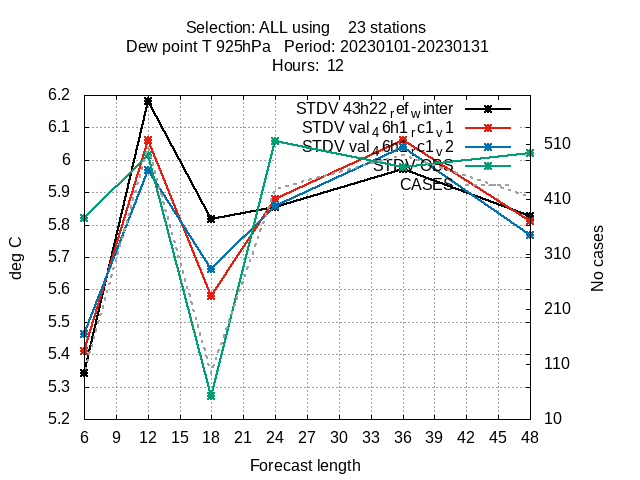 Selection: ALL using 23 stations
Dew point T 925hPa Period: 20230101-20230131
Hours: 12
STDV 43h22ref_winter
STDV val46h1rc1v1
STDV val46h1rc1v2
STDV OBS
CASES
6.2
6.1
6
5.9
5.8
5.7
5.6
5.5
5.4
5.3
5.2
deg C
510
410
310
210
110
10
No cases
6 9 12 15 18 21 24 27 30 33 36 39 42 45 48
Forecast length